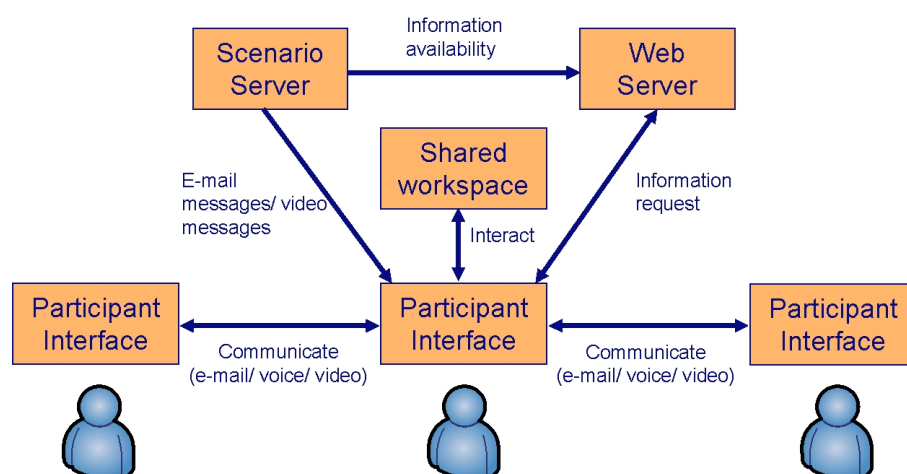 Information
availability
Scenario
Server
Web
Server
Shared
workspace
E-mail
messages/ video
messages
Information
request
Interact
Participant
Interface
Participant
Interface
Participant
Interface
Communicate
(e-mail/ voice/ video)
Communicate
(e-mail/ voice/ video)